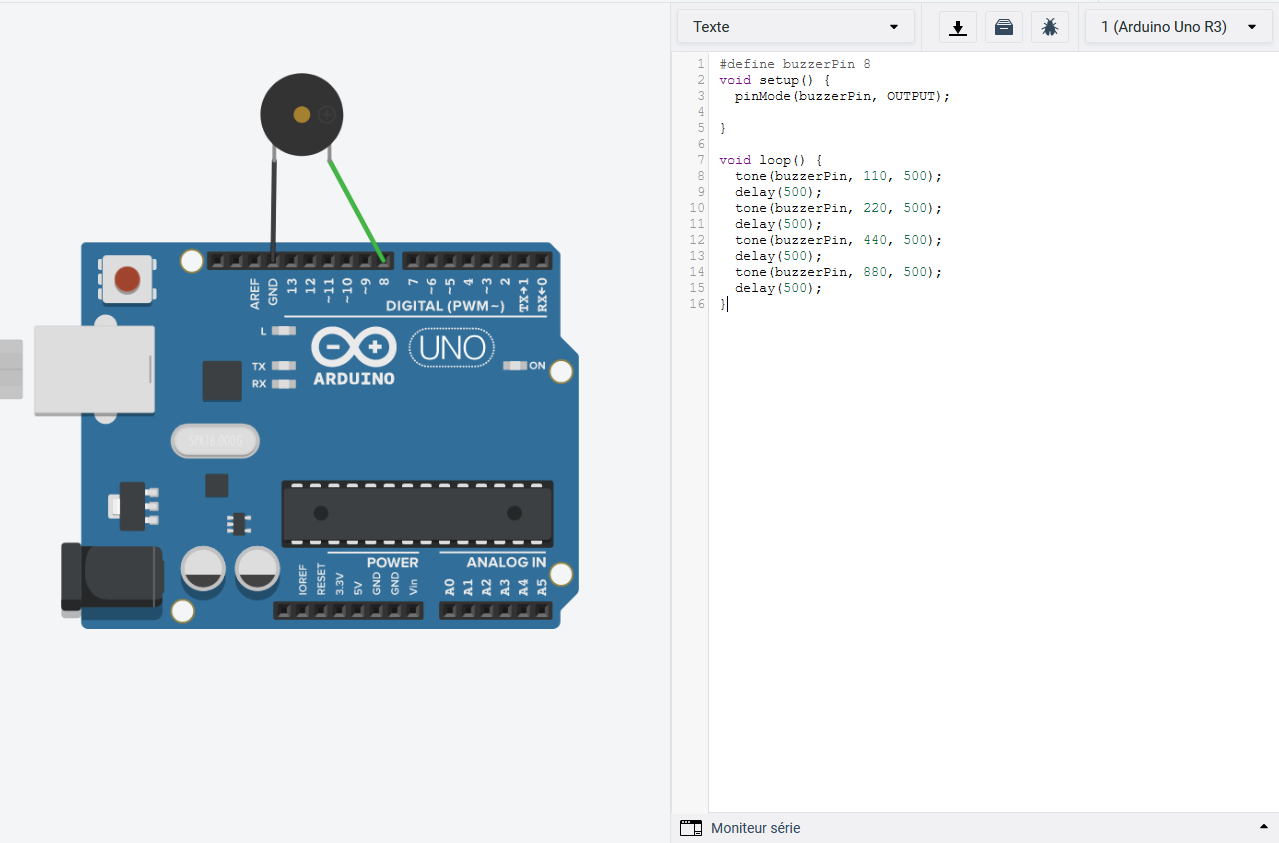 Texte
1 (Arduino Uno R3)
1 #define buzzerPin 8
2 void setup() {
3 pinMode(buzzerPin, OUTPUT);
4
5 }
6
7 void loop() {
8 tone(buzzerPin, 110, 500);
9 delay(500);
10 tone(buzzerPin, 220, 500);
11 delay(500);
12 tone(buzzerPin, 440, 500);
13 delay(500);
14 tone(buzzerPin, 880, 500);
15 delay(500);
16 }
AREF
GND
13
12
~11
~10
~9
8
7
~6
~5
4
~3
2
TX→1
RX←0
DIGITAL (PWM~)
L
TX
RX
ARDUINO
UNO
ON
SPK16.000G
POWER
ANALOG IN
IOREF
RESET
3.3V
5V
GND
GND
Vin
A0
A1
A2
A3
A4
A5
Moniteur série